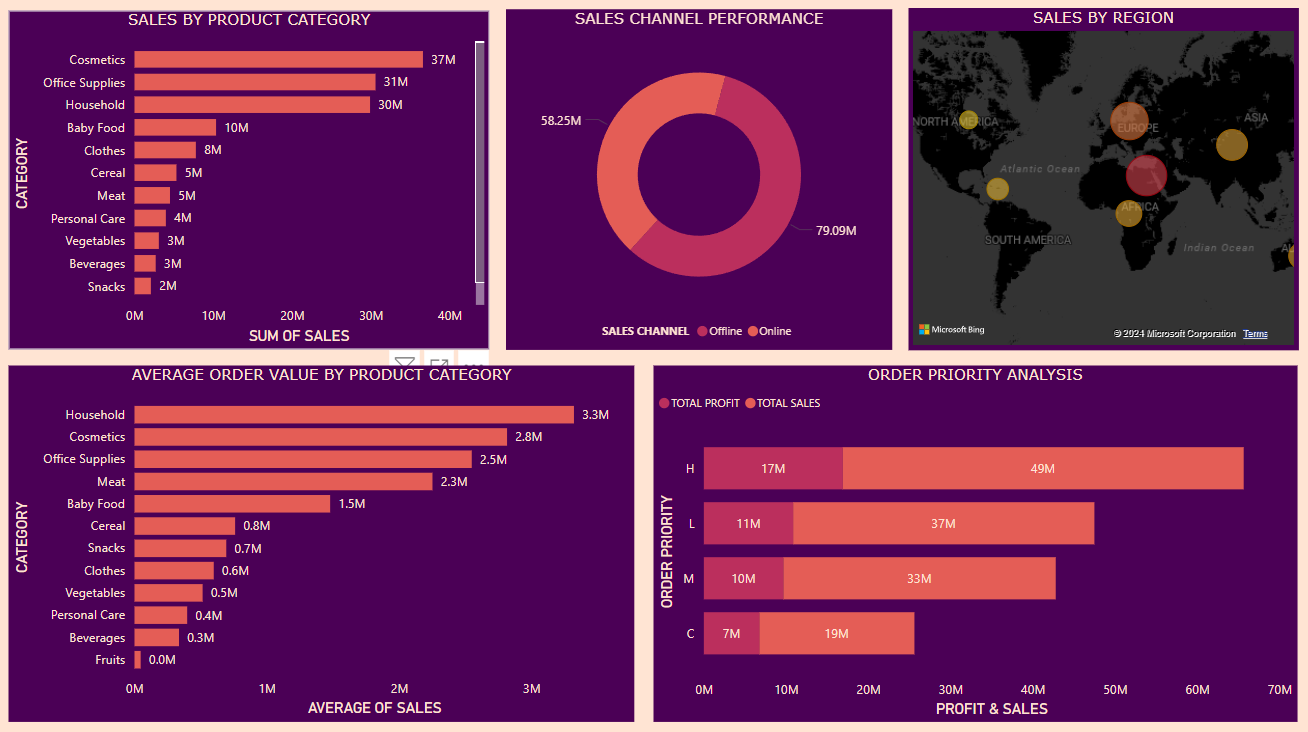 SALES BY PRODUCT CATEGORY
CATEGORY
Cosmetics 37M
Office Supplies 31M
Household 30M
Baby Food 10M
Clothes 8M
Cereal 5M
Meat 5M
Personal Care 4M
Vegetables 3M
Beverages 3M
Snacks 2M
0M 10M 20M 30M 40M
SUM OF SALES
SALES CHANNEL PERFORMANCE
58.25M
79.09M
SALES CHANNEL Offline Online
SALES BY REGION
NORTH AMERICA
EUROPE
ASIA
Atlantic Ocean
AFRICA
SOUTH AMERICA
Indian Ocean
Microsoft Bing
© 2024 Microsoft Corporation Terms
AVERAGE ORDER VALUE BY PRODUCT CATEGORY
CATEGORY
Household 3.3M
Cosmetics 2.8M
Office Supplies 2.5M
Meat 2.3M
Baby Food 1.5M
Cereal 0.8M
Snacks 0.7M
Clothes 0.6M
Vegetables 0.5M
Personal Care 0.4M
Beverages 0.3M
Fruits 0.0M
0M 1M 2M 3M
AVERAGE OF SALES
ORDER PRIORITY ANALYSIS
TOTAL PROFIT TOTAL SALES
ORDER PRIORITY
H 17M 49M
L 11M 37M
M 10M 33M
C 7M 19M
0M 10M 20M 30M 40M 50M 60M 70M
PROFIT & SALES